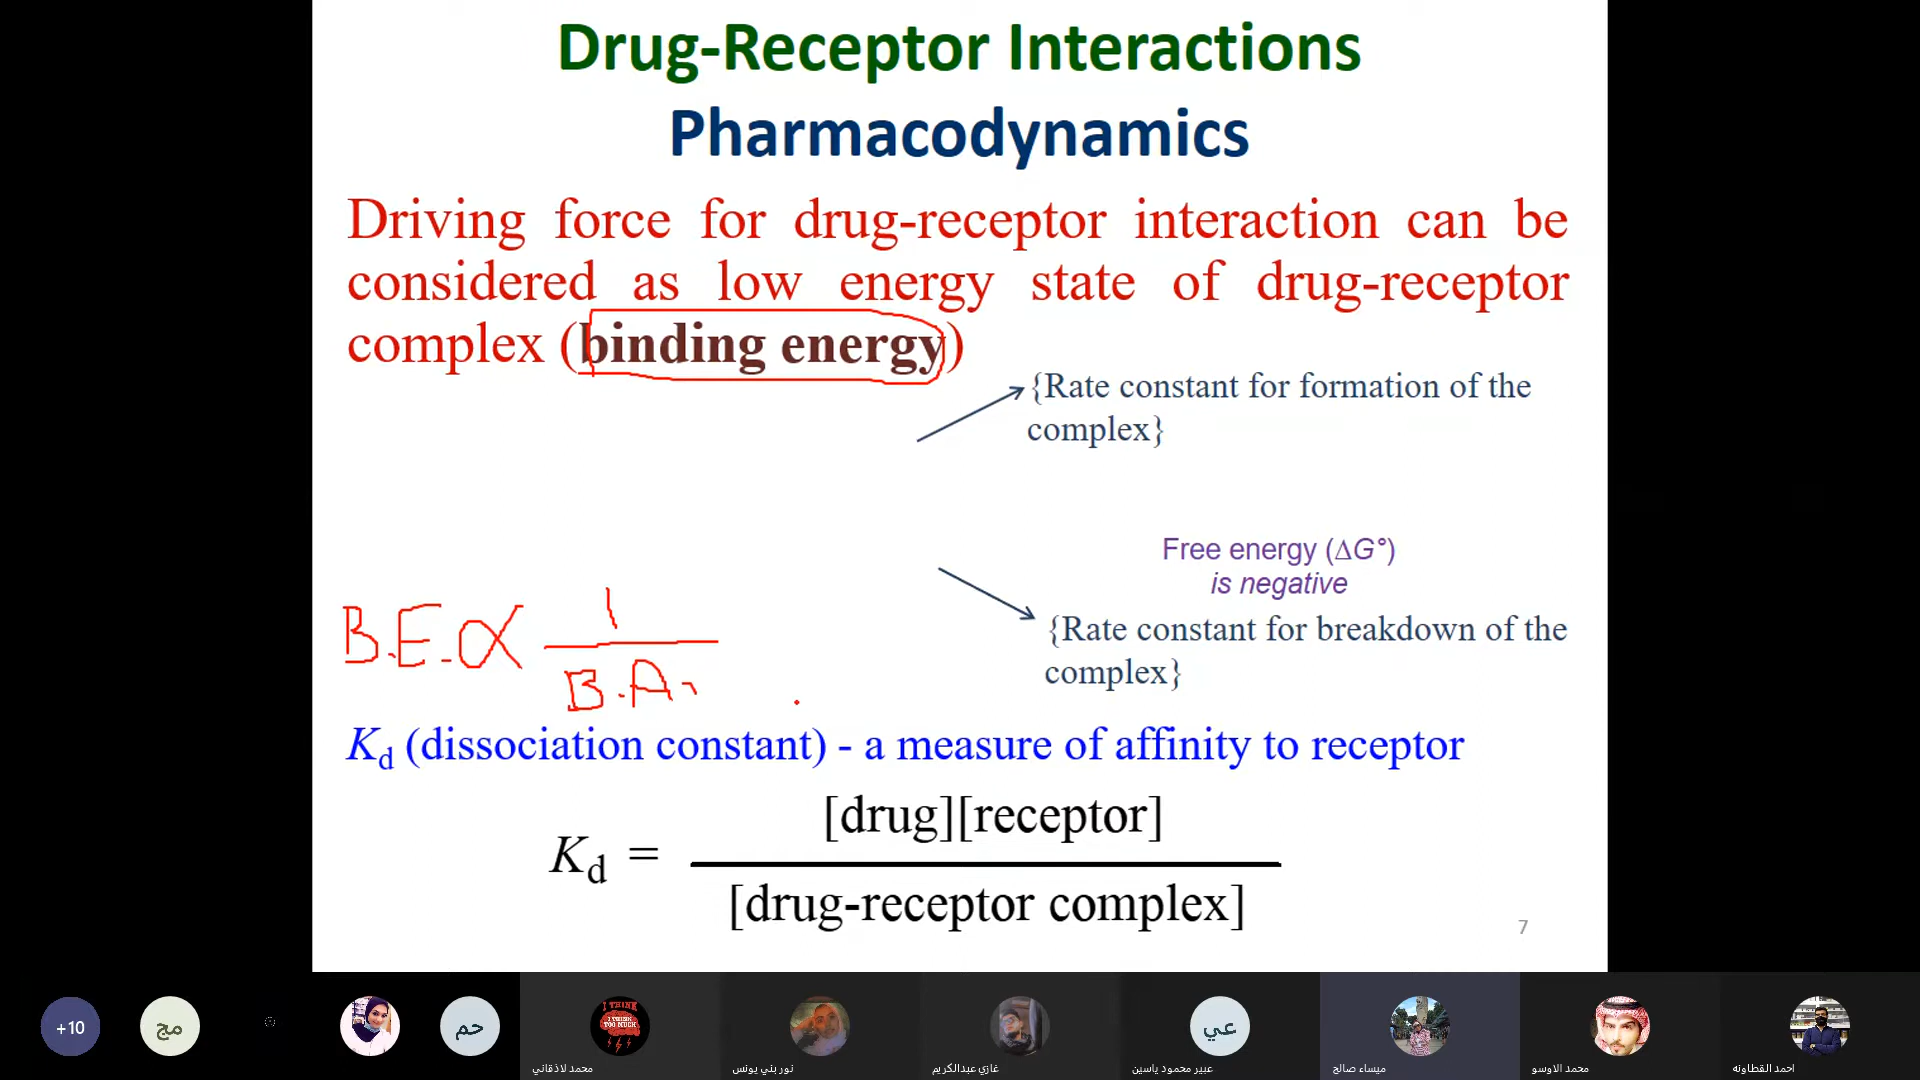 Drug-Receptor Interactions
Pharmacodynamics
Driving force for drug-receptor interaction can be
considered as low energy state of drug-receptor
complex (binding energy)
{Rate constant for formation of the
complex}
Free energy (ΔG°)
is negative
{Rate constant for breakdown of the
complex}
B.E. ∝ 1
B.A.
Kd (dissociation constant) - a measure of affinity to receptor
[drug][receptor]
Kd =
[drug-receptor complex]
7
+10
مج
حم
I THINK
I THINK
TOO MUCH
عي
محمد لاذقاني
نور بني يونس
غازي عبدالكريم
عبير محمود ياسين
ميساء صالح
محمد الاوسو
احمد القطاونه